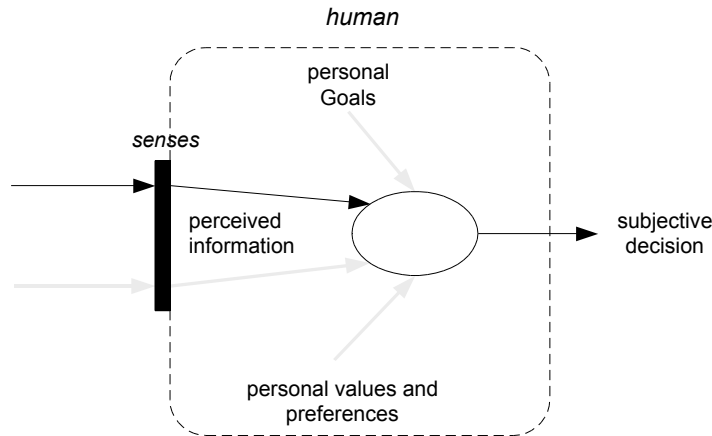 human
personal
Goals
senses
perceived
information
subjective
decision
personal values and
preferences